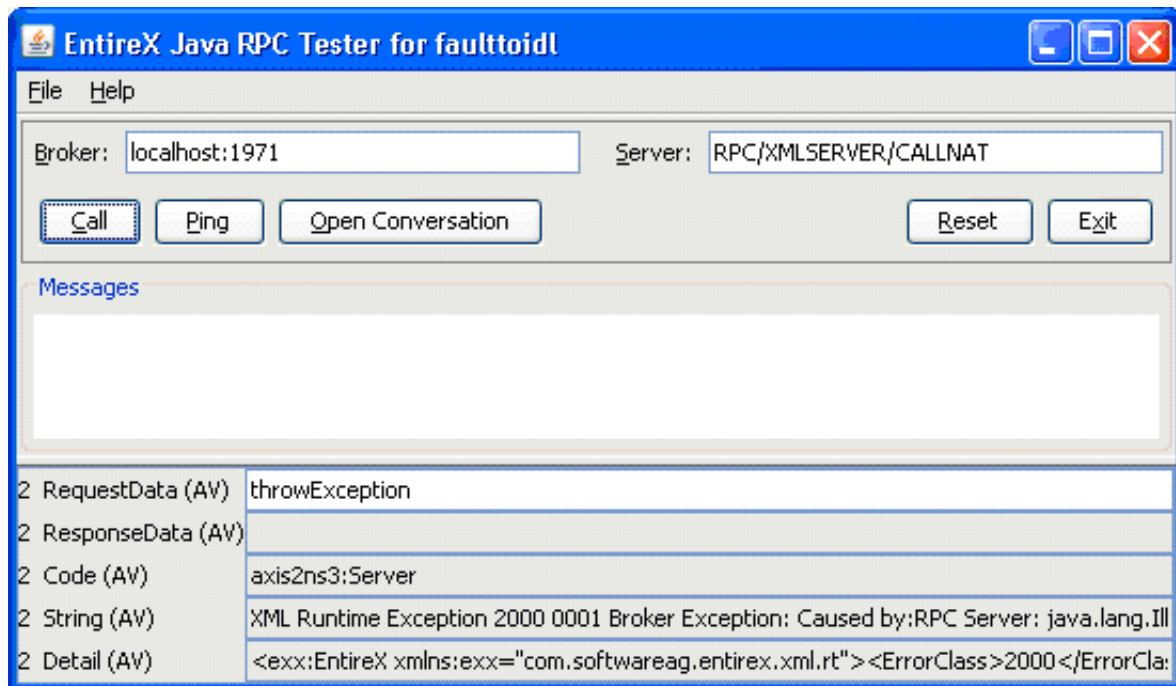 EntireX Java RPC Tester for faulttoidl
File Help
Broker: localhost:1971 Server: RPC/XMLSERVER/CALLNAT
Call Ping Open Conversation Reset Exit
Messages
2 RequestData (AV) throwException
2 ResponseData (AV)
2 Code (AV) axis2ns3:Server
2 String (AV) XML Runtime Exception 2000 0001 Broker Exception: Caused by:RPC Server: java.lang.Ill
2 Detail (AV) <exx:EntireX xmlns:exx="com.softwareag.entirex.xml.rt"><ErrorClass>2000</ErrorCla